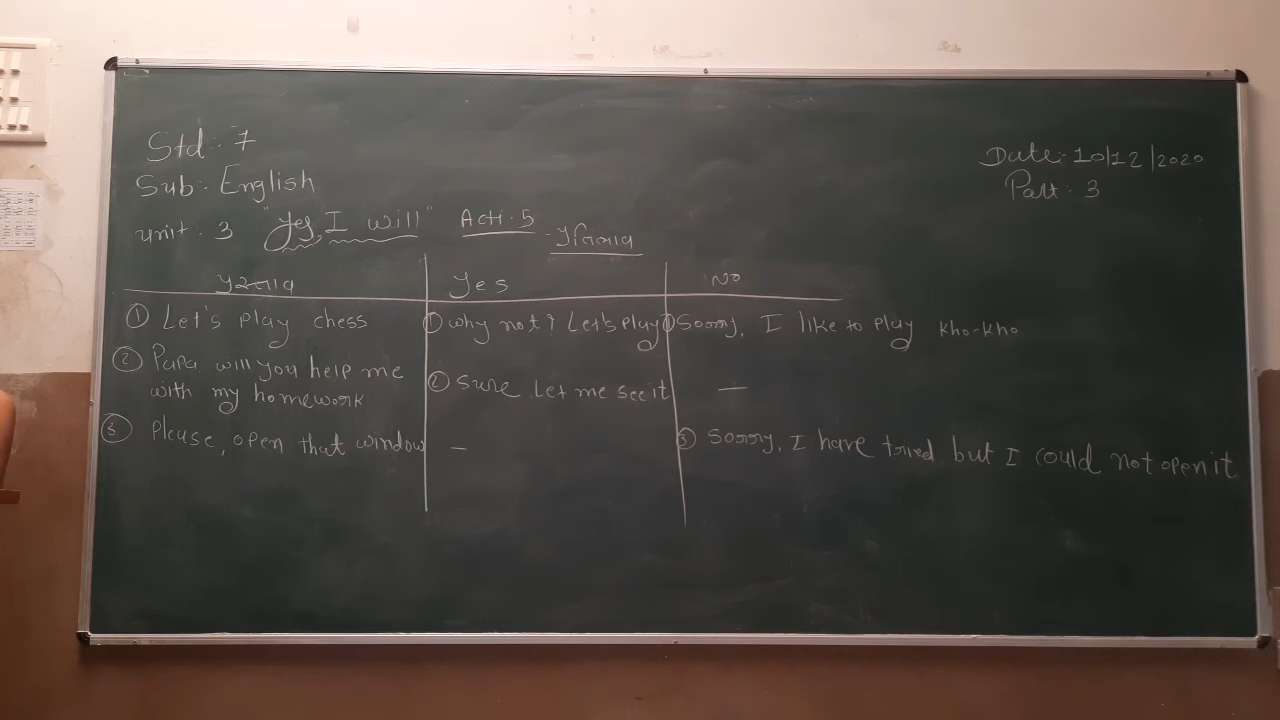 Std : 7
Date :- 10/12/2020
Sub :- English
Part : 3
unit : 3 "Yes, I will" Acti. 5 -
Yes No
① Let's play chess ① why not? Let's play ① Sorry, I like to play kho-kho
② Papa will you help me
with my homework ② Sure. Let me see it —
③ Please, open that window — ③ Sorry, I have tried but I could not open it